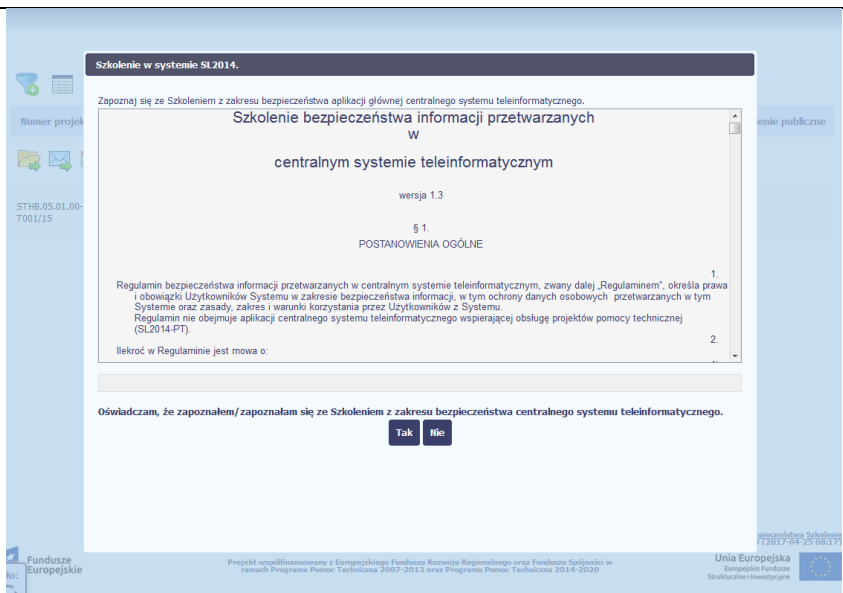 Szkolenie w systemie SL2014.
Zapoznaj się ze Szkoleniem z zakresu bezpieczeństwa aplikacji głównej centralnego systemu teleinformatycznego.
Numer projek
enie publiczne
Szkolenie bezpieczeństwa informacji przetwarzanych
w
centralnym systemie teleinformatycznym
wersja 1.3
STHB.05.01.00-
T001/15
§ 1.
POSTANOWIENIA OGÓLNE
1.
Regulamin bezpieczeństwa informacji przetwarzanych w centralnym systemie teleinformatycznym, zwany dalej „Regulaminem”, określa prawa
i obowiązki Użytkowników Systemu w zakresie bezpieczeństwa informacji, w tym ochrony danych osobowych przetwarzanych w tym
Systemie oraz zasady, zakres i warunki korzystania przez Użytkowników z Systemu.
Regulamin nie obejmuje aplikacji centralnego systemu teleinformatycznego wspierającej obsługę projektów pomocy technicznej
(SL2014-PT).
2.
Ilekroć w Regulaminie jest mowa o:
Oświadczam, że zapoznałem/zapoznałam się ze Szkoleniem z zakresu bezpieczeństwa centralnego systemu teleinformatycznego.
Tak Nie
pieczeństwa Szkolenie
(2017-04-25 08:17)
Fundusze
Europejskie
Projekt współfinansowany z Europejskiego Funduszu Rozwoju Regionalnego oraz Funduszu Spójności w
ramach Programu Pomoc Techniczna 2007-2013 oraz Programu Pomoc Techniczna 2014-2020
Unia Europejska
Europejskie Fundusze
Strukturalne i Inwestycyjne